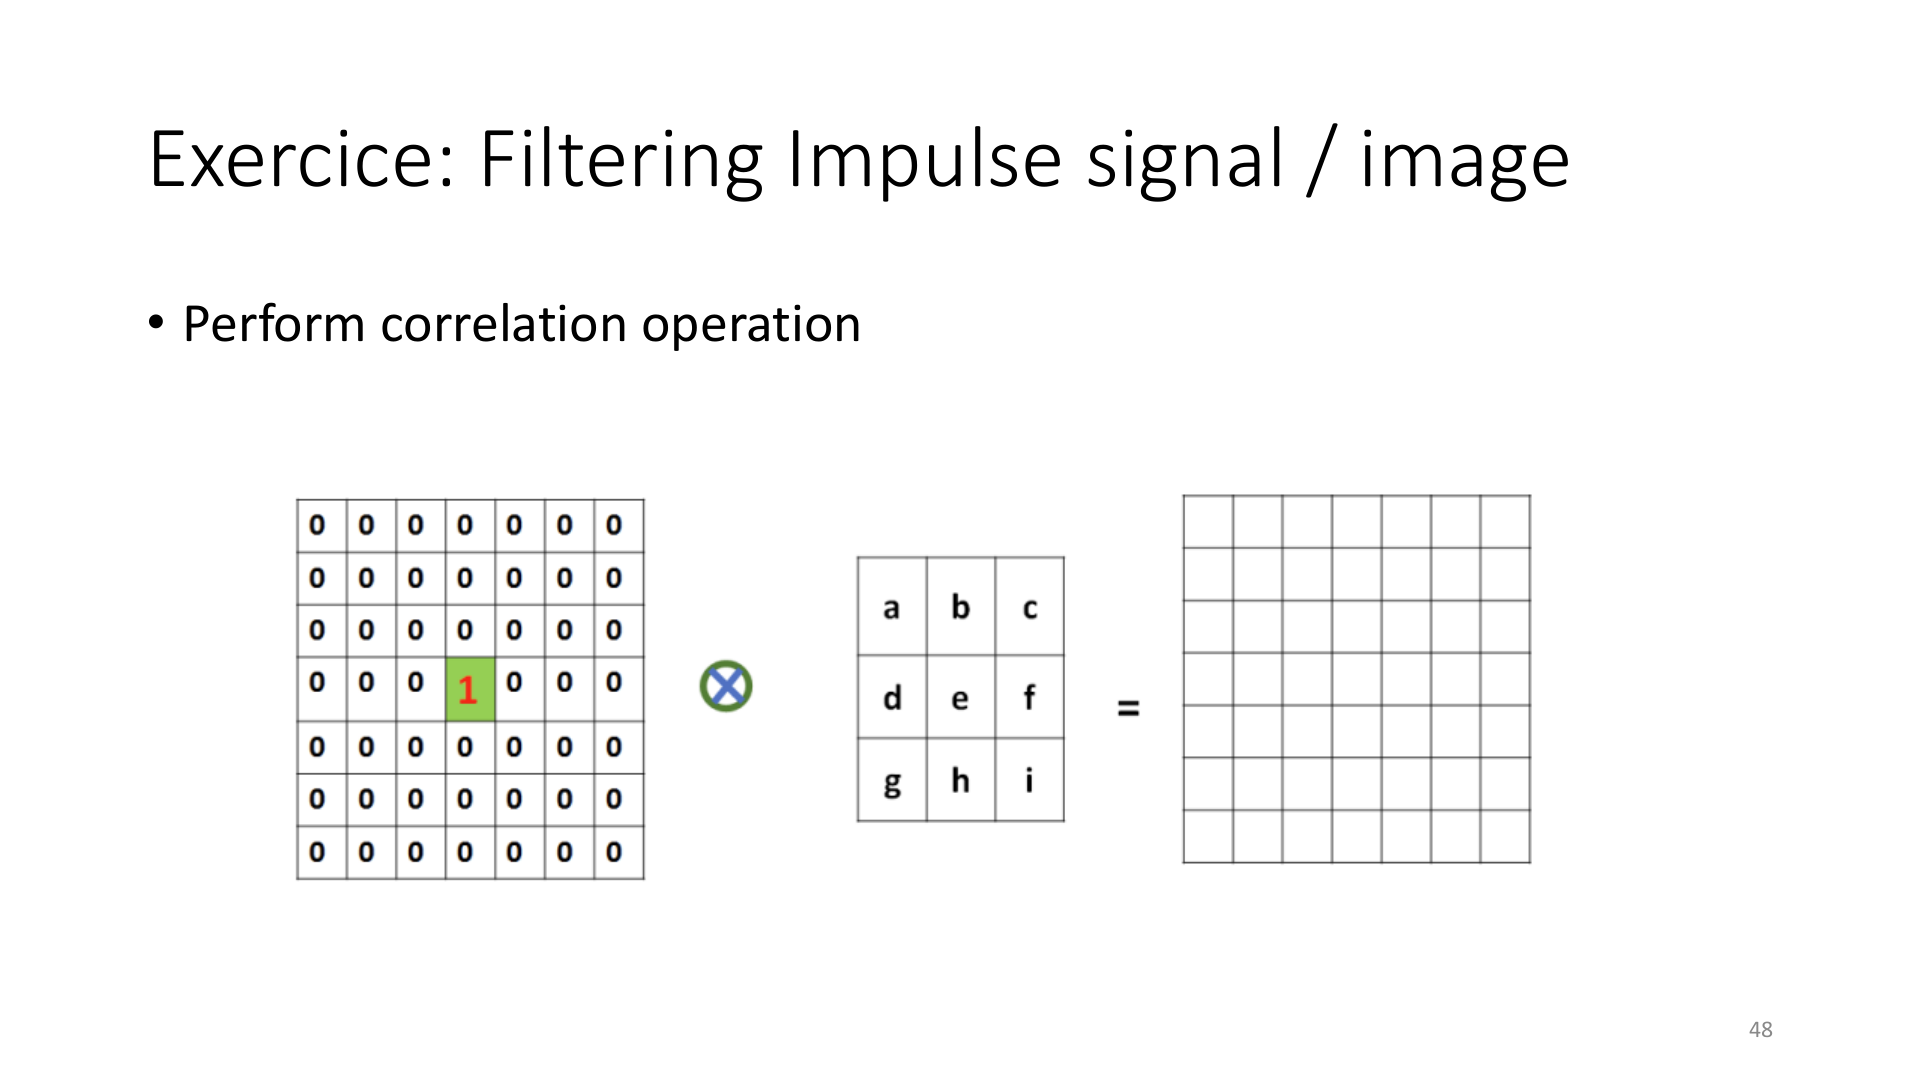 Exercice: Filtering Impulse signal / image
• Perform correlation operation
0 0 0 0 0 0 0
0 0 0 0 0 0 0
0 0 0 0 0 0 0
0 0 0 1 0 0 0
0 0 0 0 0 0 0
0 0 0 0 0 0 0
0 0 0 0 0 0 0
⊗
a b c
d e f
g h i
=
48